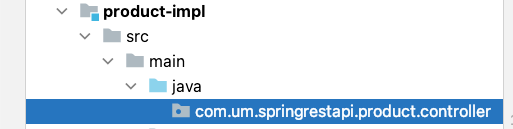 product-impl
src
main
java
com.um.springrestapi.product.controller